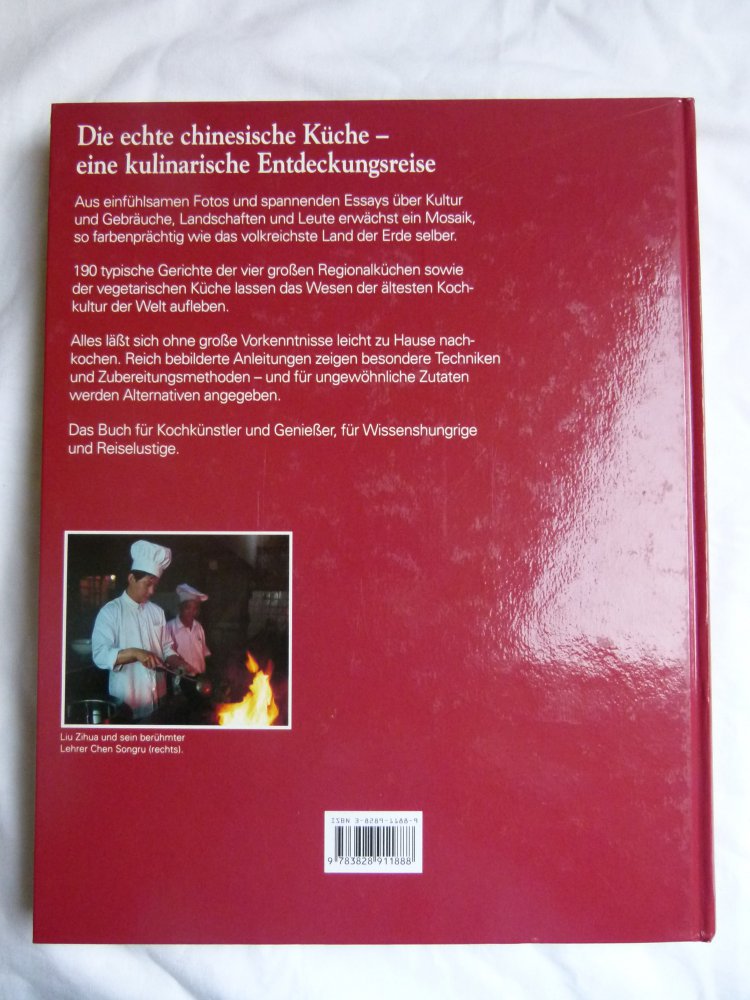 Die echte chinesische Küche –
eine kulinarische Entdeckungsreise
Aus einfühlsamen Fotos und spannenden Essays über Kultur
und Gebräuche, Landschaften und Leute erwächst ein Mosaik,
so farbenprächtig wie das volkreichste Land der Erde selber.
190 typische Gerichte der vier großen Regionalküchen sowie
der vegetarischen Küche lassen das Wesen der ältesten Koch-
kultur der Welt aufleben.
Alles läßt sich ohne große Vorkenntnisse leicht zu Hause nach-
kochen. Reich bebilderte Anleitungen zeigen besondere Techniken
und Zubereitungsmethoden – und für ungewöhnliche Zutaten
werden Alternativen angegeben.
Das Buch für Kochkünstler und Genießer, für Wissenshungrige
und Reiselustige.
Liu Zihua und sein berühmter
Lehrer Chen Songru (rechts).
ISBN 3-8289-1188-9
9 783828 911888